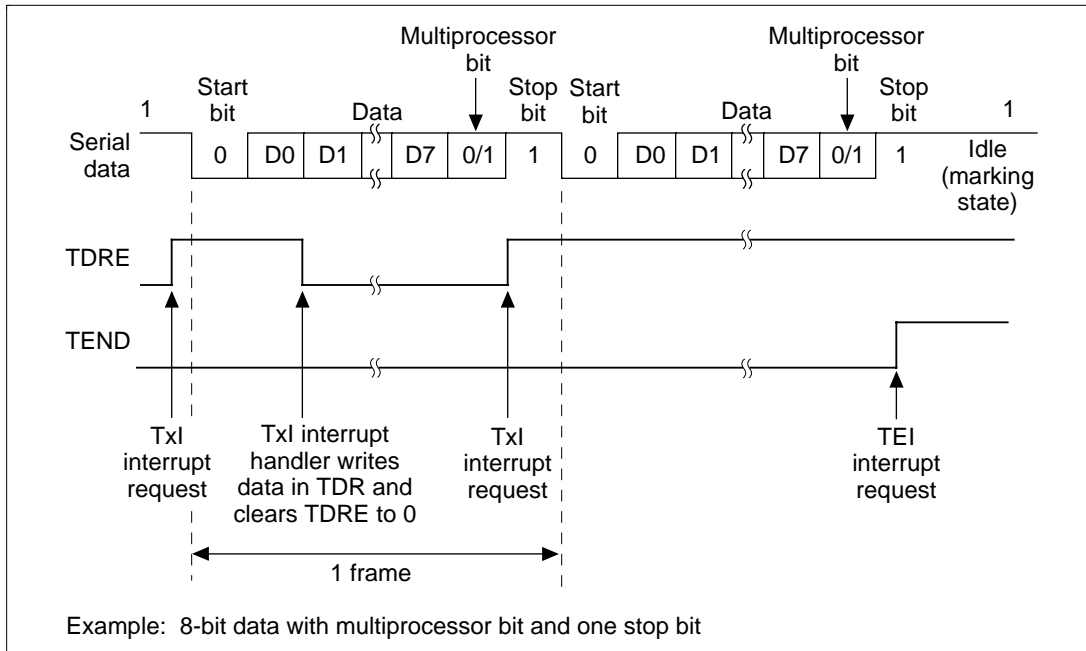 Multiprocessor bit
Multiprocessor bit
1
Start bit
Data
Stop bit
Start bit
Data
Stop bit
1
Serial data
0
D0
D1
D7
0/1
1
0
D0
D1
D7
0/1
1
Idle (marking state)
TDRE
TEND
TxI interrupt request
TxI interrupt handler writes data in TDR and clears TDRE to 0
TxI interrupt request
TEI interrupt request
1 frame
Example: 8-bit data with multiprocessor bit and one stop bit